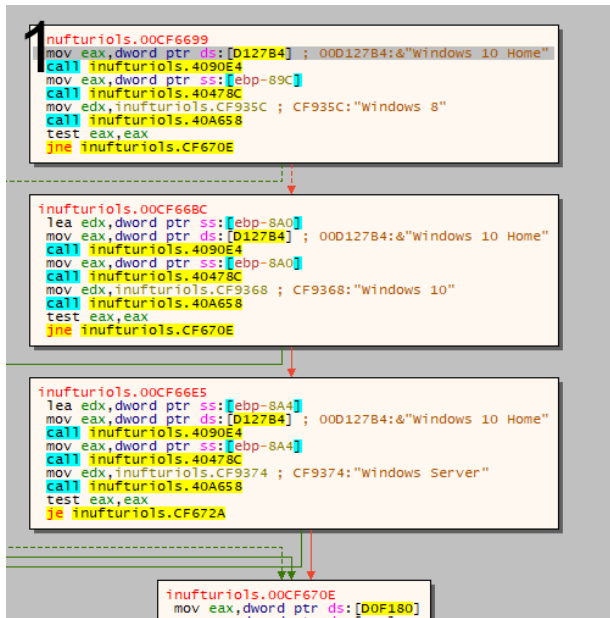 1
inufturiols.00CF6699
mov eax,dword ptr ds:[D127B4] ; 00D127B4:&"Windows 10 Home"
call inufturiols.4090E4
mov eax,dword ptr ss:[ebp-89C]
call inufturiols.40478C
mov edx,inufturiols.CF935C ; CF935C:"Windows 8"
call inufturiols.40A658
test eax,eax
jne inufturiols.CF670E
inufturiols.00CF66BC
lea edx,dword ptr ss:[ebp-8A0]
mov eax,dword ptr ds:[D127B4] ; 00D127B4:&"Windows 10 Home"
call inufturiols.4090E4
mov eax,dword ptr ss:[ebp-8A0]
call inufturiols.40478C
mov edx,inufturiols.CF9368 ; CF9368:"Windows 10"
call inufturiols.40A658
test eax,eax
jne inufturiols.CF670E
inufturiols.00CF66E5
lea edx,dword ptr ss:[ebp-8A4]
mov eax,dword ptr ds:[D127B4] ; 00D127B4:&"Windows 10 Home"
call inufturiols.4090E4
mov eax,dword ptr ss:[ebp-8A4]
call inufturiols.40478C
mov edx,inufturiols.CF9374 ; CF9374:"Windows Server"
call inufturiols.40A658
test eax,eax
je inufturiols.CF672A
inufturiols.00CF670E
mov eax,dword ptr ds:[D0F180]